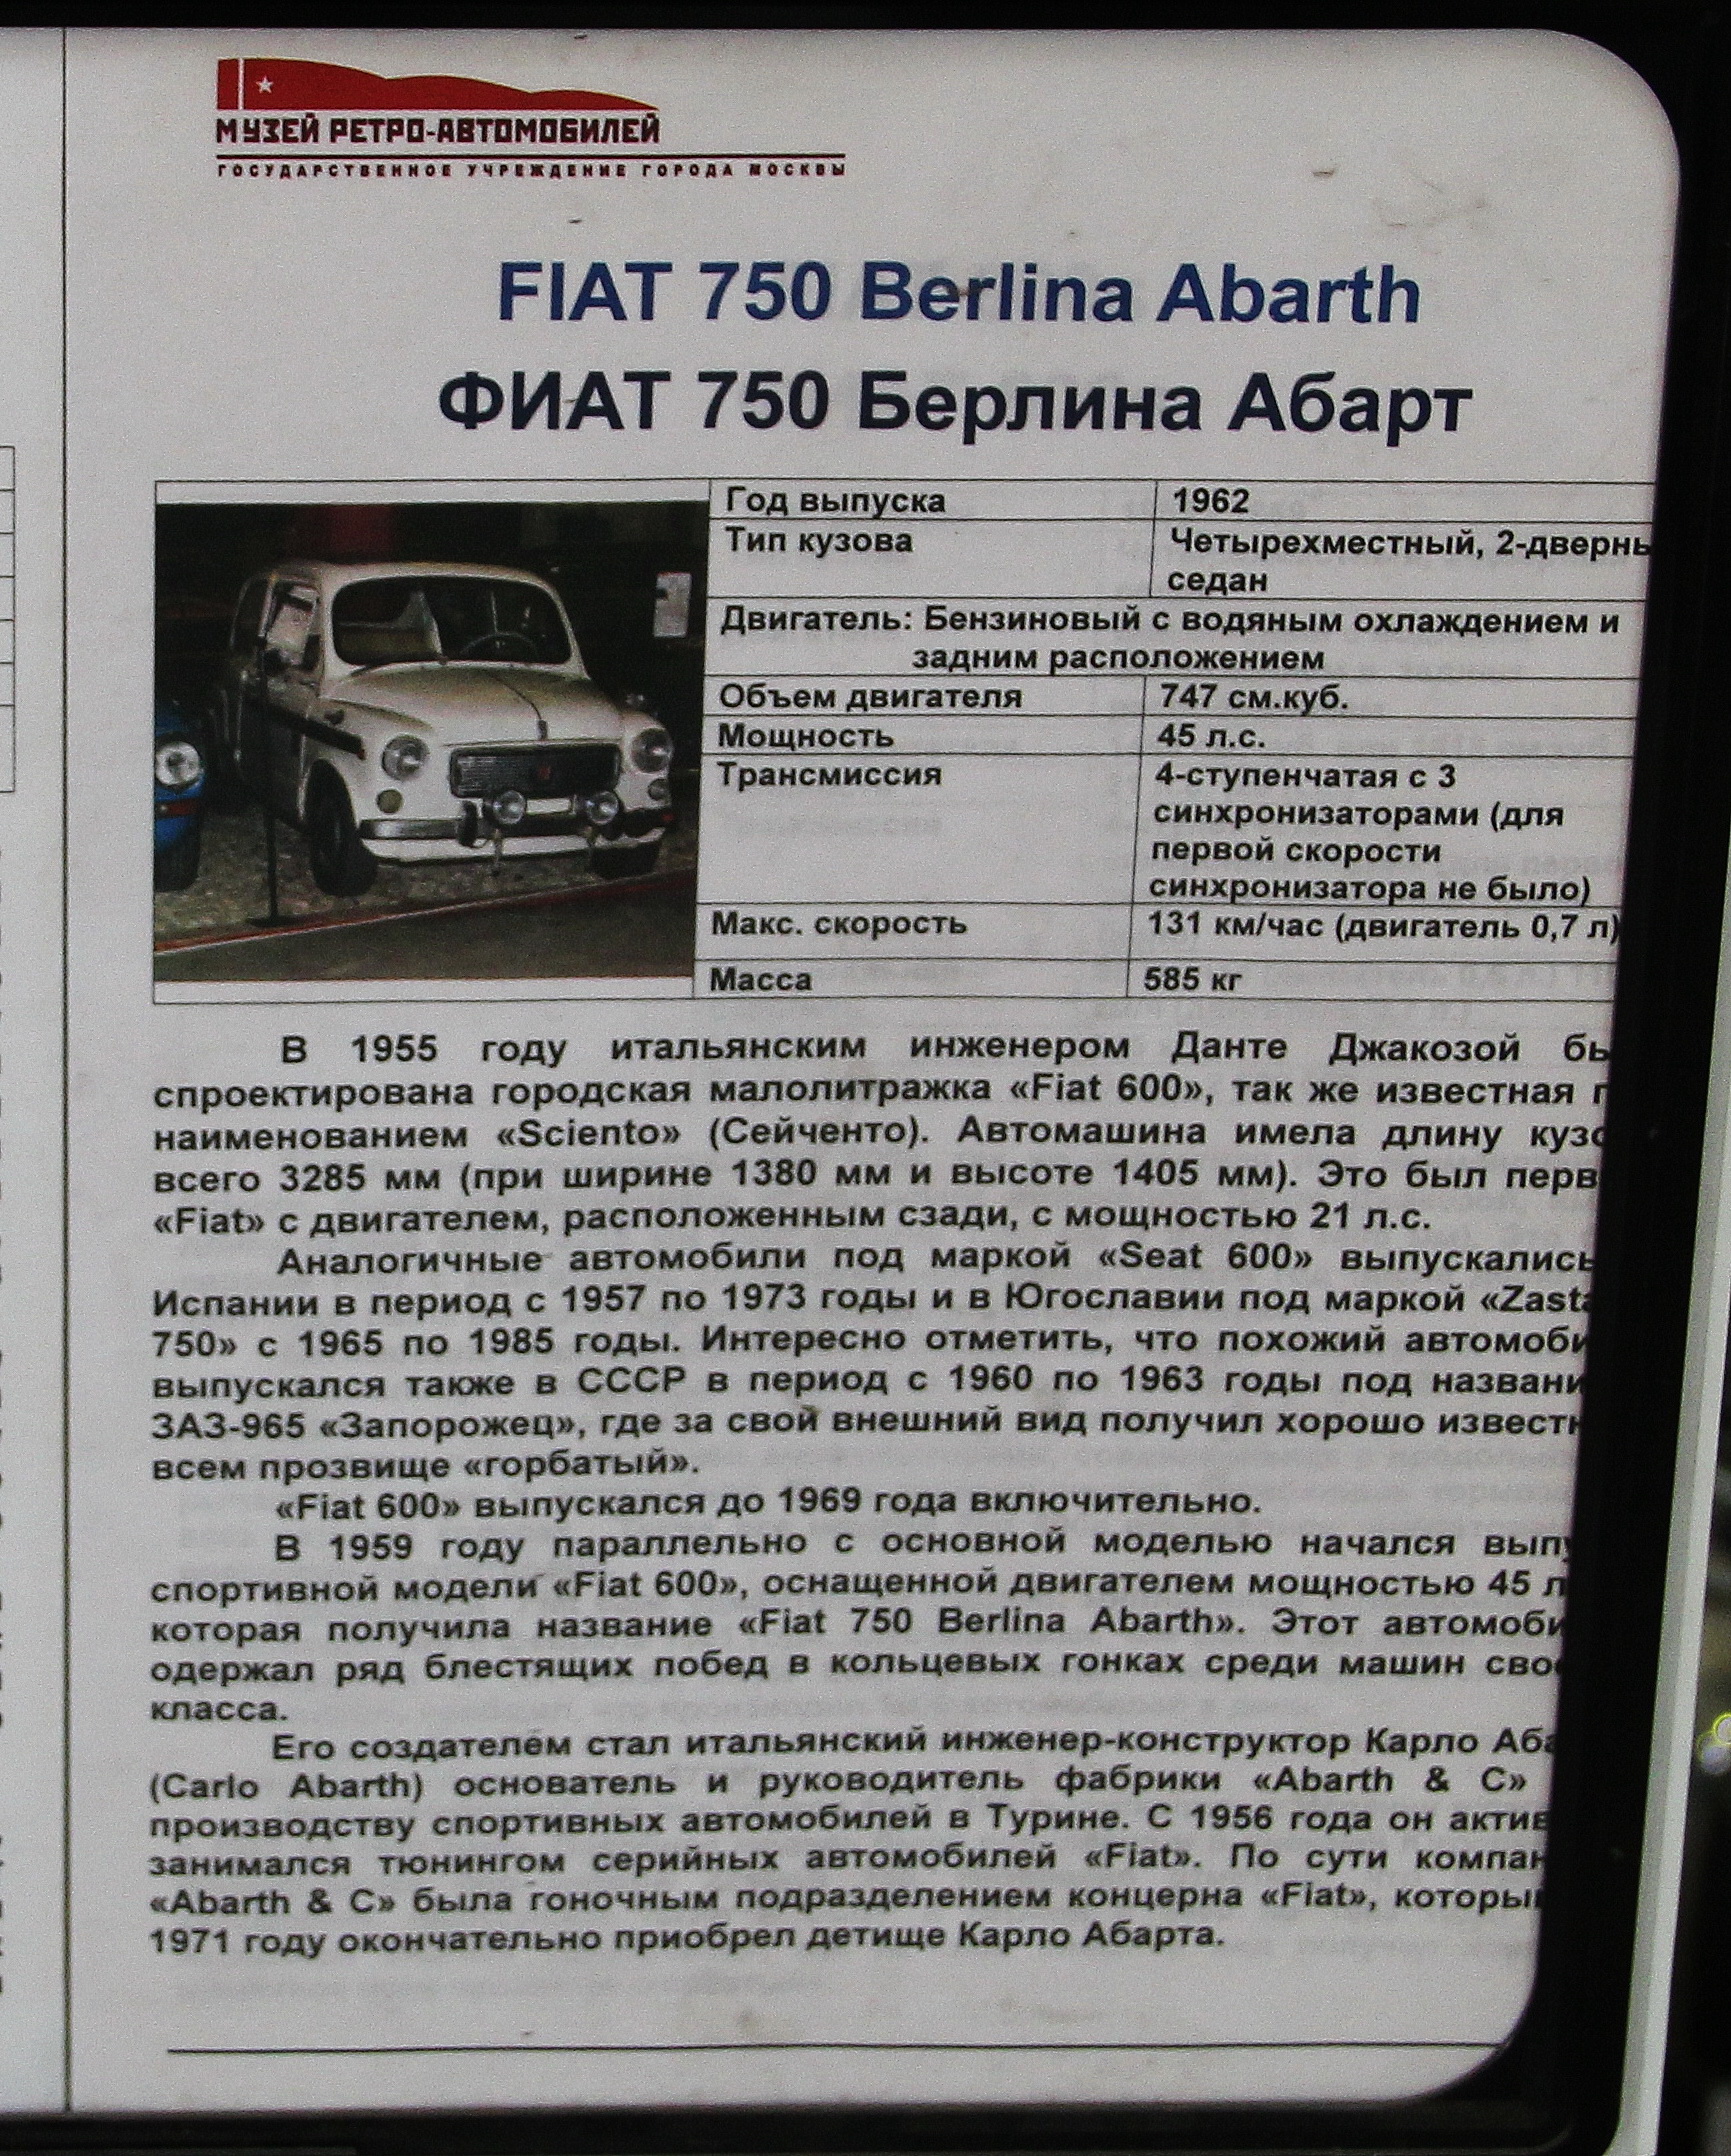 МУЗЕЙ РЕТРО-АВТОМОБИЛЕЙ
ГОСУДАРСТВЕННОЕ УЧРЕЖДЕНИЕ ГОРОДА МОСКВЫ
FIAT 750 Berlina Abarth
ФИАТ 750 Берлина Абарт
Год выпуска 1962
Тип кузова Четырехместный, 2-дверны
седан
Двигатель: Бензиновый с водяным охлаждением и
задним расположением
Объем двигателя 747 см.куб.
Мощность 45 л.с.
Трансмиссия 4-ступенчатая с 3
синхронизаторами (для
первой скорости
синхронизатора не было)
Макс. скорость 131 км/час (двигатель 0,7 л)
Масса 585 кг
В 1955 году итальянским инженером Данте Джакозой бы
спроектирована городская малолитражка «Fiat 600», так же известная п
наименованием «Sciento» (Сейченто). Автомашина имела длину кузо
всего 3285 мм (при ширине 1380 мм и высоте 1405 мм). Это был перв
«Fiat» с двигателем, расположенным сзади, с мощностью 21 л.с.
Аналогичные автомобили под маркой «Seat 600» выпускались
Испании в период с 1957 по 1973 годы и в Югославии под маркой «Zasta
750» с 1965 по 1985 годы. Интересно отметить, что похожий автомоби
выпускался также в СССР в период с 1960 по 1963 годы под названи
ЗАЗ-965 «Запорожец», где за свой внешний вид получил хорошо известн
всем прозвище «горбатый».
«Fiat 600» выпускался до 1969 года включительно.
В 1959 году параллельно с основной моделью начался выпу
спортивной модели «Fiat 600», оснащенной двигателем мощностью 45 л
которая получила название «Fiat 750 Berlina Abarth». Этот автомоби
одержал ряд блестящих побед в кольцевых гонках среди машин свое
класса.
Его создателем стал итальянский инженер-конструктор Карло Аба
(Carlo Abarth) основатель и руководитель фабрики «Abarth & C»
производству спортивных автомобилей в Турине. С 1956 года он актив
занимался тюнингом серийных автомобилей «Fiat». По сути компан
«Abarth & C» была гоночным подразделением концерна «Fiat», которы
1971 году окончательно приобрел детище Карло Абарта.